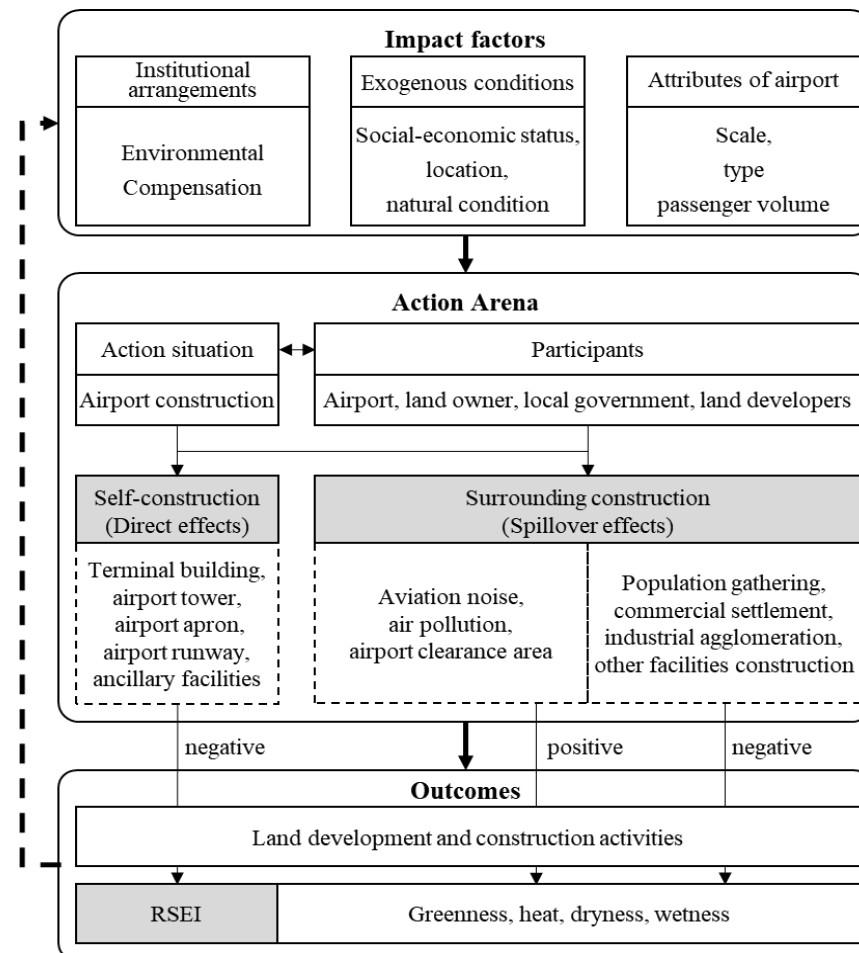 Impact factors
Institutional
arrangements
Environmental
Compensation
Exogenous conditions
Social-economic status,
location,
natural condition
Attributes of airport
Scale,
type
passenger volume
Action Arena
Action situation
Airport construction
Participants
Airport, land owner, local government, land developers
Self-construction
(Direct effects)
Terminal building,
airport tower,
airport apron,
airport runway,
ancillary facilities
Surrounding construction
(Spillover effects)
Aviation noise,
air pollution,
airport clearance area
Population gathering,
commercial settlement,
industrial agglomeration,
other facilities construction
negative
positive
negative
Outcomes
Land development and construction activities
RSEI
Greenness, heat, dryness, wetness